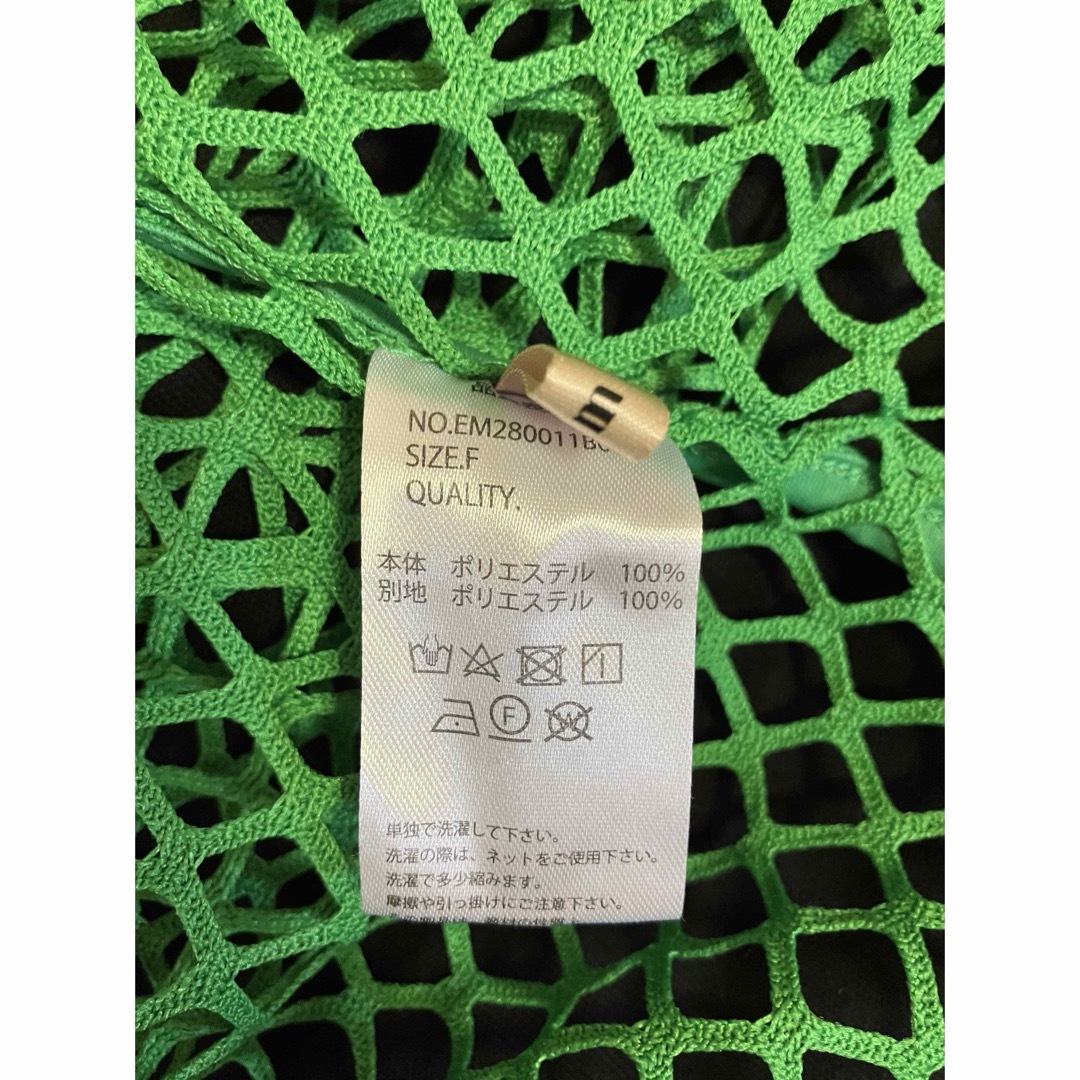 NO.EM280011B
SIZE.F
QUALITY.
本体 ポリエステル 100%
別地 ポリエステル 100%
F
W
単独で洗濯して下さい。
洗濯の際は、ネットをご使用下さい。
洗濯で多少縮みます。
摩擦や引っ掛けにご注意下さい。